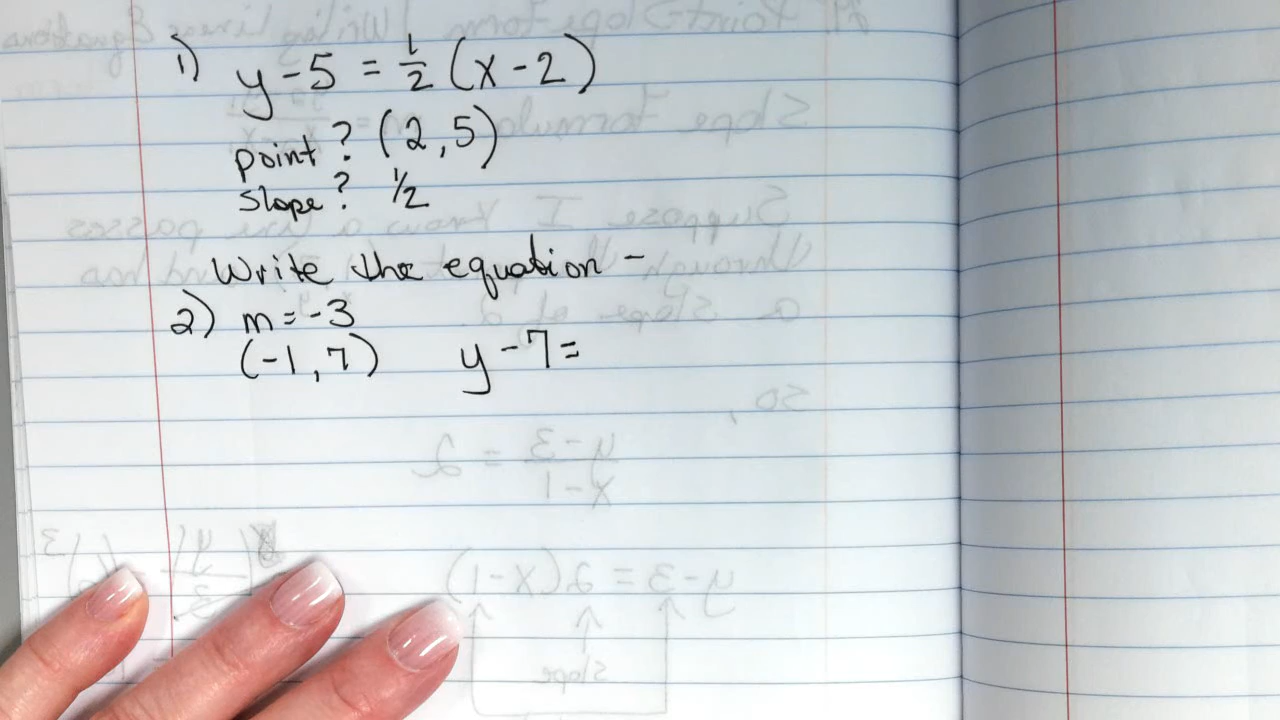 1) y - 5 = 1/2 (x - 2)
point? (2, 5)
slope? 1/2
Write the equation -
2) m = -3
(-1, 7) y - 7 =